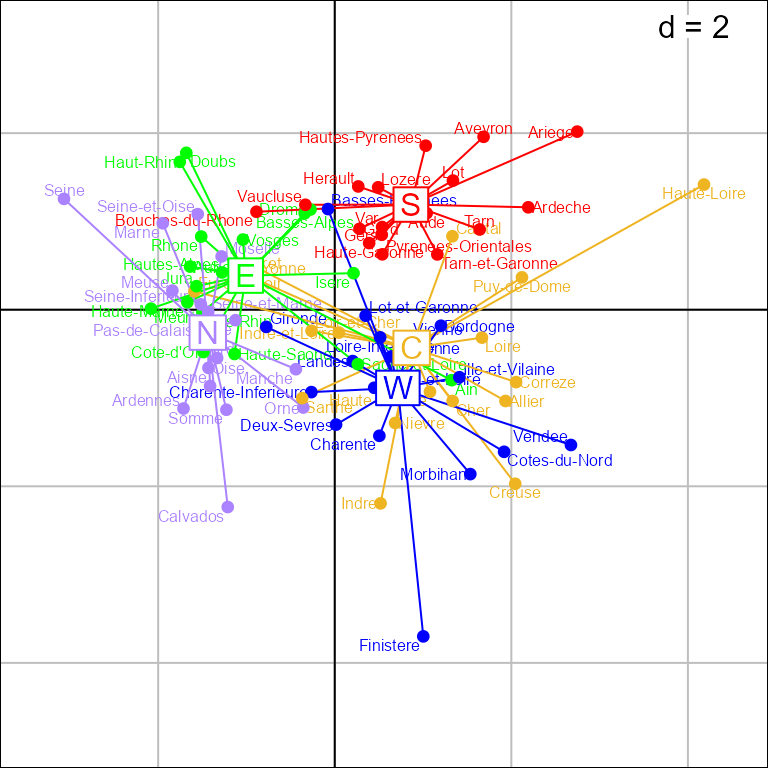 d = 2
Aveyron
Ariege
Hautes-Pyrenees
Haut-Rhin
Doubs
Lot
Herault
Lozere
Seine
Haute-Loire
Vaucluse
Basses-Pyrenees
Seine-et-Oise
Drome
S
Ardeche
Bouches-du-Rhone
Basses-Alpes
Var
Aude
Tarn
Marne
Gard
Cantal
Rhone
Vosges
Moselle
Pyrenees-Orientales
Haute-Garonne
Tarn-et-Garonne
Hautes-Alpes
E
Jura
Isere
Meuse
Puy-de-Dome
Seine-Inferieure
Seine-et-Marne
Haute-Marne
Lot-et-Garonne
Gironde
Dordogne
Pas-de-Calais
N
Indre-et-Loire
Vienne
Loire
C
Cote-d'Or
Haute-Saone
Landes
Ille-et-Vilaine
Aisne
Oise
Manche
W
Ain
Correze
Charente-Inferieure
Ardennes
Orne
Sarthe
Allier
Cher
Somme
Deux-Sevres
Nievre
Vendee
Charente
Cotes-du-Nord
Morbihan
Creuse
Indre
Calvados
Finistere